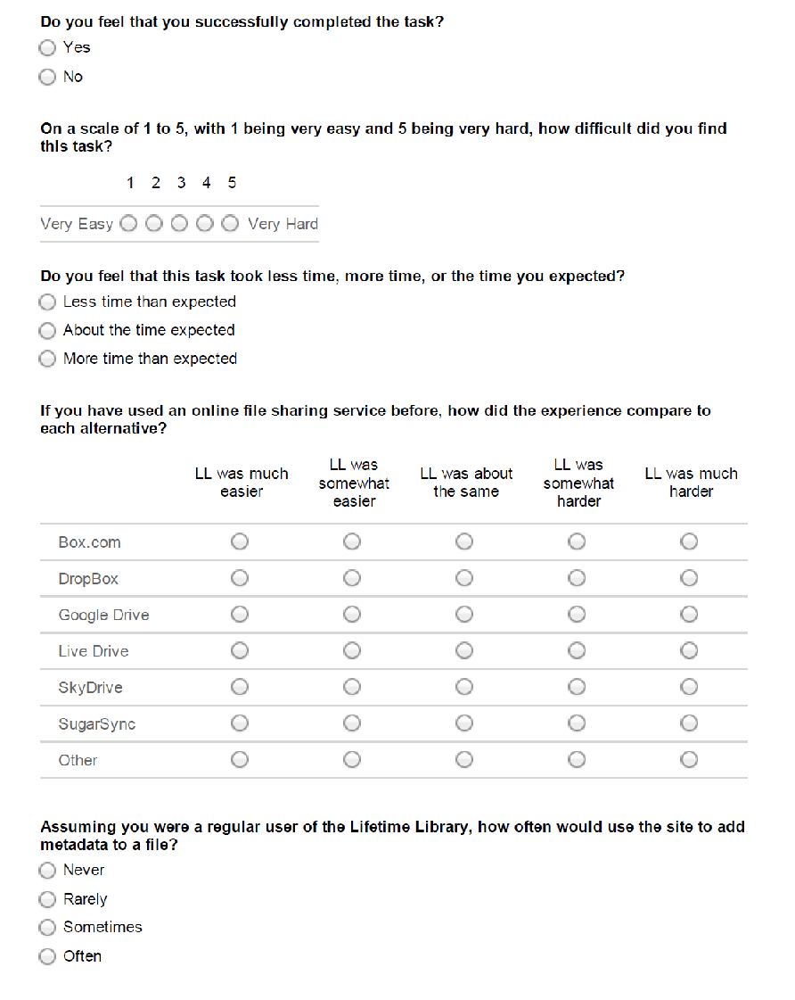 Do you feel that you successfully completed the task?
Yes
No
On a scale of 1 to 5, with 1 being very easy and 5 being very hard, how difficult did you find
this task?
1 2 3 4 5
Very Easy Very Hard
Do you feel that this task took less time, more time, or the time you expected?
Less time than expected
About the time expected
More time than expected
If you have used an online file sharing service before, how did the experience compare to
each alternative?
LL was much
easier
LL was
somewhat
easier
LL was about
the same
LL was
somewhat
harder
LL was much
harder
Box.com
DropBox
Google Drive
Live Drive
SkyDrive
SugarSync
Other
Assuming you were a regular user of the Lifetime Library, how often would use the site to add
metadata to a file?
Never
Rarely
Sometimes
Often